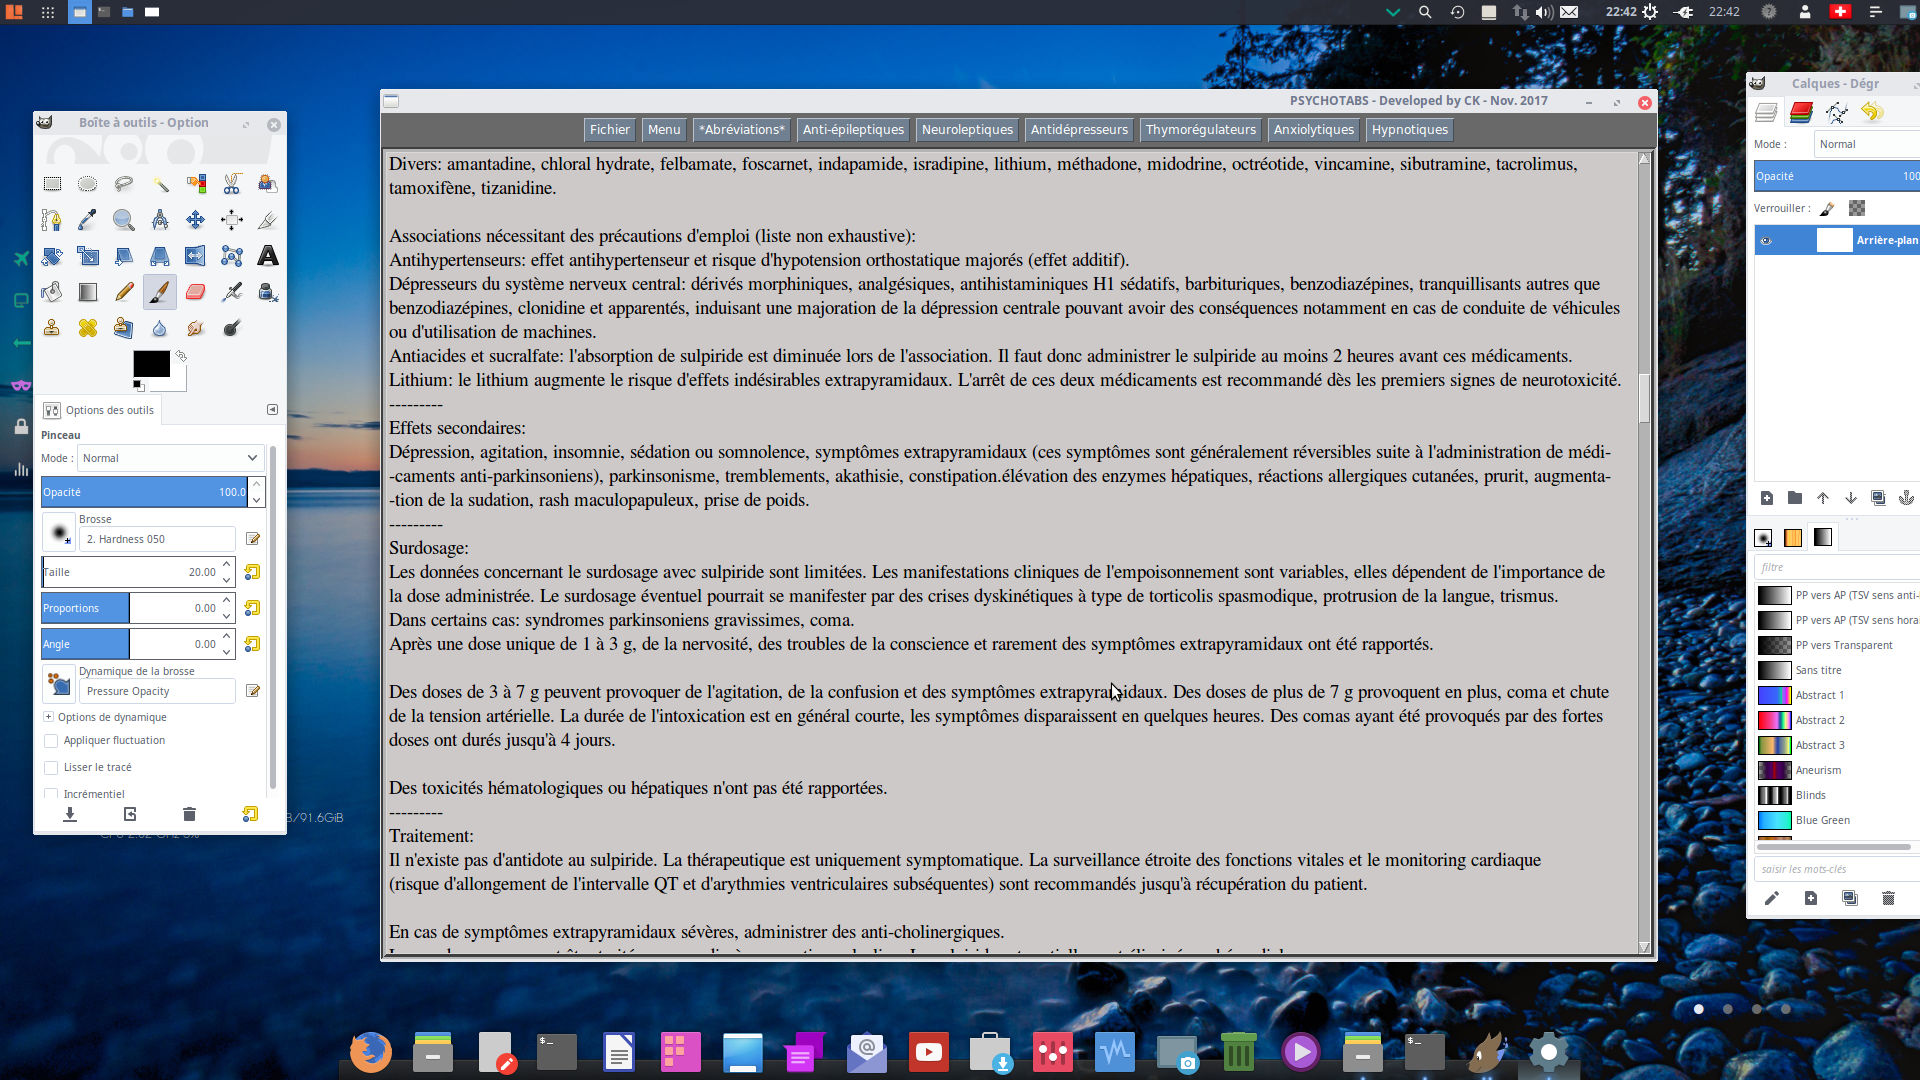 22:42
22:42
Boîte à outils - Option
Options des outils
Pinceau
Mode : Normal
Opacité 100.0
Brosse
2. Hardness 050
Taille 20.00
Proportions 0.00
Angle 0.00
Dynamique de la brosse
Pressure Opacity
Options de dynamique
Appliquer fluctuation
Lisser le tracé
Incrémentiel
B/91.6GiB
PSYCHOTABS - Developed by CK - Nov. 2017
Fichier Menu *Abréviations* Anti-épileptiques Neuroleptiques Antidépresseurs Thymorégulateurs Anxiolytiques Hypnotiques
Divers: amantadine, chloral hydrate, felbamate, foscarnet, indapamide, isradipine, lithium, méthadone, midodrine, octréotide, vincamine, sibutramine, tacrolimus,
tamoxifène, tizanidine.
Associations nécessitant des précautions d'emploi (liste non exhaustive):
Antihypertenseurs: effet antihypertenseur et risque d'hypotension orthostatique majorés (effet additif).
Dépresseurs du système nerveux central: dérivés morphiniques, analgésiques, antihistaminiques H1 sédatifs, barbituriques, benzodiazépines, tranquillisants autres que
benzodiazépines, clonidine et apparentés, induisant une majoration de la dépression centrale pouvant avoir des conséquences notamment en cas de conduite de véhicules
ou d'utilisation de machines.
Antiacides et sucralfate: l'absorption de sulpiride est diminuée lors de l'association. Il faut donc administrer le sulpiride au moins 2 heures avant ces médicaments.
Lithium: le lithium augmente le risque d'effets indésirables extrapyramidaux. L'arrêt de ces deux médicaments est recommandé dès les premiers signes de neurotoxicité.
---------
Effets secondaires:
Dépression, agitation, insomnie, sédation ou somnolence, symptômes extrapyramidaux (ces symptômes sont généralement réversibles suite à l'administration de médi-
-caments anti-parkinsoniens), parkinsonisme, tremblements, akathisie, constipation.élévation des enzymes hépatiques, réactions allergiques cutanées, prurit, augmenta-
-tion de la sudation, rash maculopapuleux, prise de poids.
---------
Surdosage:
Les données concernant le surdosage avec sulpiride sont limitées. Les manifestations cliniques de l'empoisonnement sont variables, elles dépendent de l'importance de
la dose administrée. Le surdosage éventuel pourrait se manifester par des crises dyskinétiques à type de torticolis spasmodique, protrusion de la langue, trismus.
Dans certains cas: syndromes parkinsoniens gravissimes, coma.
Après une dose unique de 1 à 3 g, de la nervosité, des troubles de la conscience et rarement des symptômes extrapyramidaux ont été rapportés.
Des doses de 3 à 7 g peuvent provoquer de l'agitation, de la confusion et des symptômes extrapyramidaux. Des doses de plus de 7 g provoquent en plus, coma et chute
de la tension artérielle. La durée de l'intoxication est en général courte, les symptômes disparaissent en quelques heures. Des comas ayant été provoqués par des fortes
doses ont durés jusqu'à 4 jours.
Des toxicités hématologiques ou hépatiques n'ont pas été rapportées.
---------
Traitement:
Il n'existe pas d'antidote au sulpiride. La thérapeutique est uniquement symptomatique. La surveillance étroite des fonctions vitales et le monitoring cardiaque
(risque d'allongement de l'intervalle QT et d'arythmies ventriculaires subséquentes) sont recommandés jusqu'à récupération du patient.
En cas de symptômes extrapyramidaux sévères, administrer des anti-cholinergiques.
Calques - Dégr
Mode : Normal
Opacité 100
Verrouiller :
Arrière-plan
filtre
PP vers AP (TSV sens anti-
PP vers AP (TSV sens hora
PP vers Transparent
Sans titre
Abstract 1
Abstract 2
Abstract 3
Aneurism
Blinds
Blue Green
saisir les mots-clés